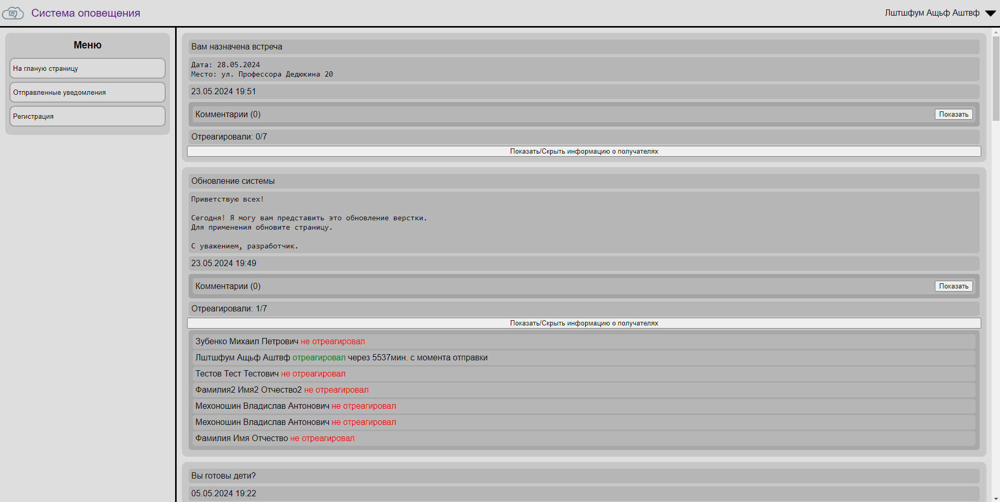 Система оповещения
Лштшфум Ащьф Аштвф
Меню
На гланую страницу
Отправленные уведомления
Регистрация
Вам назначена встреча
Дата: 28.05.2024
Место: ул. Профессора Дедюкина 20
23.05.2024 19:51
Комментарии (0)
Показать
Отреагировали: 0/7
Показать/Скрыть информацию о получателях
Обновление системы
Приветствую всех!
Сегодня! Я могу вам представить это обновление верстки.
Для применения обновите страницу.
С уважением, разработчик.
23.05.2024 19:49
Комментарии (0)
Показать
Отреагировали: 1/7
Показать/Скрыть информацию о получателях
Зубенко Михаил Петрович не отреагировал
Лштшфум Ащьф Аштвф отреагировал через 5537мин. с момента отправки
Тестов Тест Тестович не отреагировал
Фамилия2 Имя2 Отчество2 не отреагировал
Мехоношин Владислав Антонович не отреагировал
Мехоношин Владислав Антонович не отреагировал
Фамилия Имя Отчество не отреагировал
Вы готовы дети?
05.05.2024 19:22